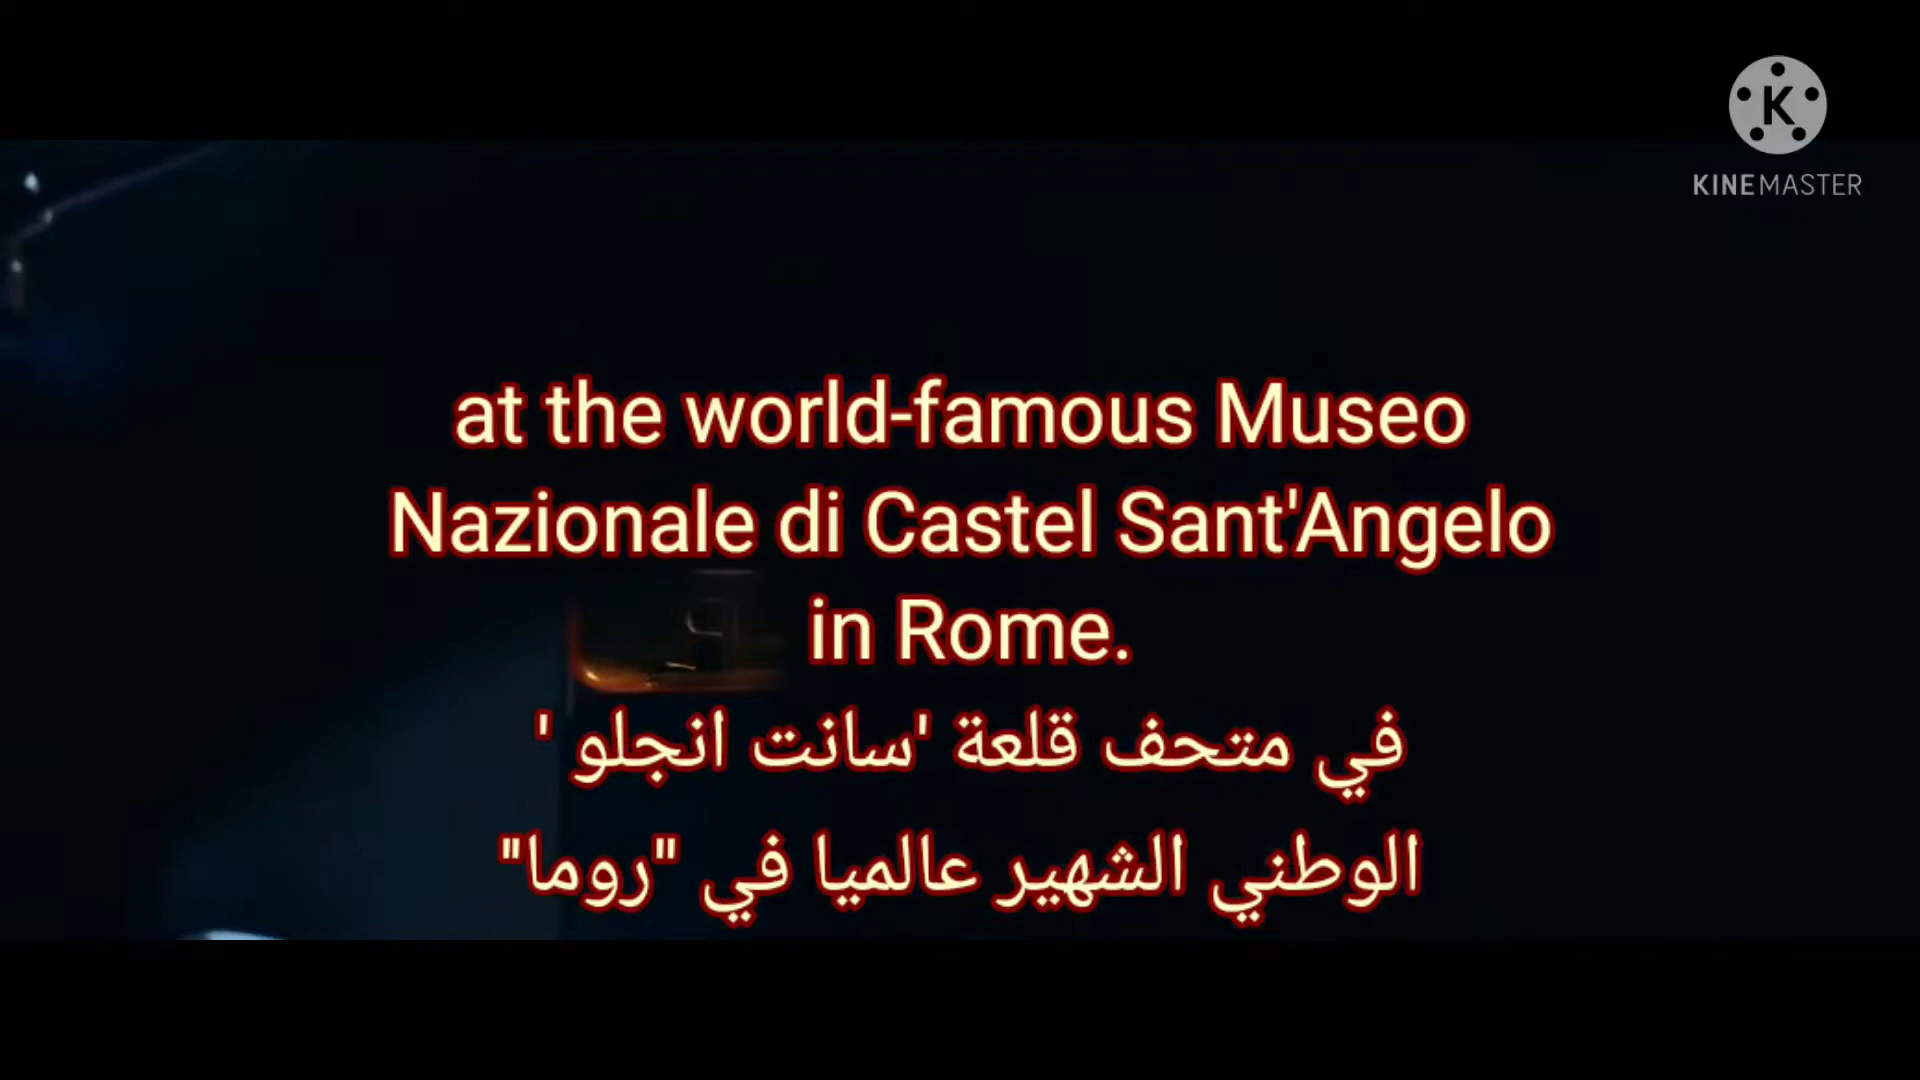 K
KINEMASTER
at the world-famous Museo
Nazionale di Castel Sant'Angelo
in Rome.
في متحف قلعة 'سانت انجلو '
الوطني الشهير عالميا في "روما"